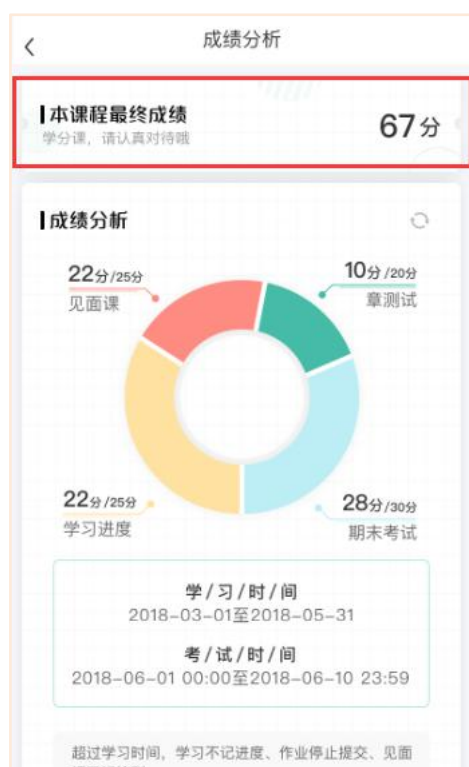 成绩分析
本课程最终成绩
67分
学分课，请认真对待哦
成绩分析
22分/25分
见面课
10分/20分
章测试
22分/25分
学习进度
28分/30分
期末考试
学/习/时/间
2018-03-01至2018-05-31
考/试/时/间
2018-06-01 00:00至2018-06-10 23:59
超过学习时间，学习不记进度、作业停止提交、见面